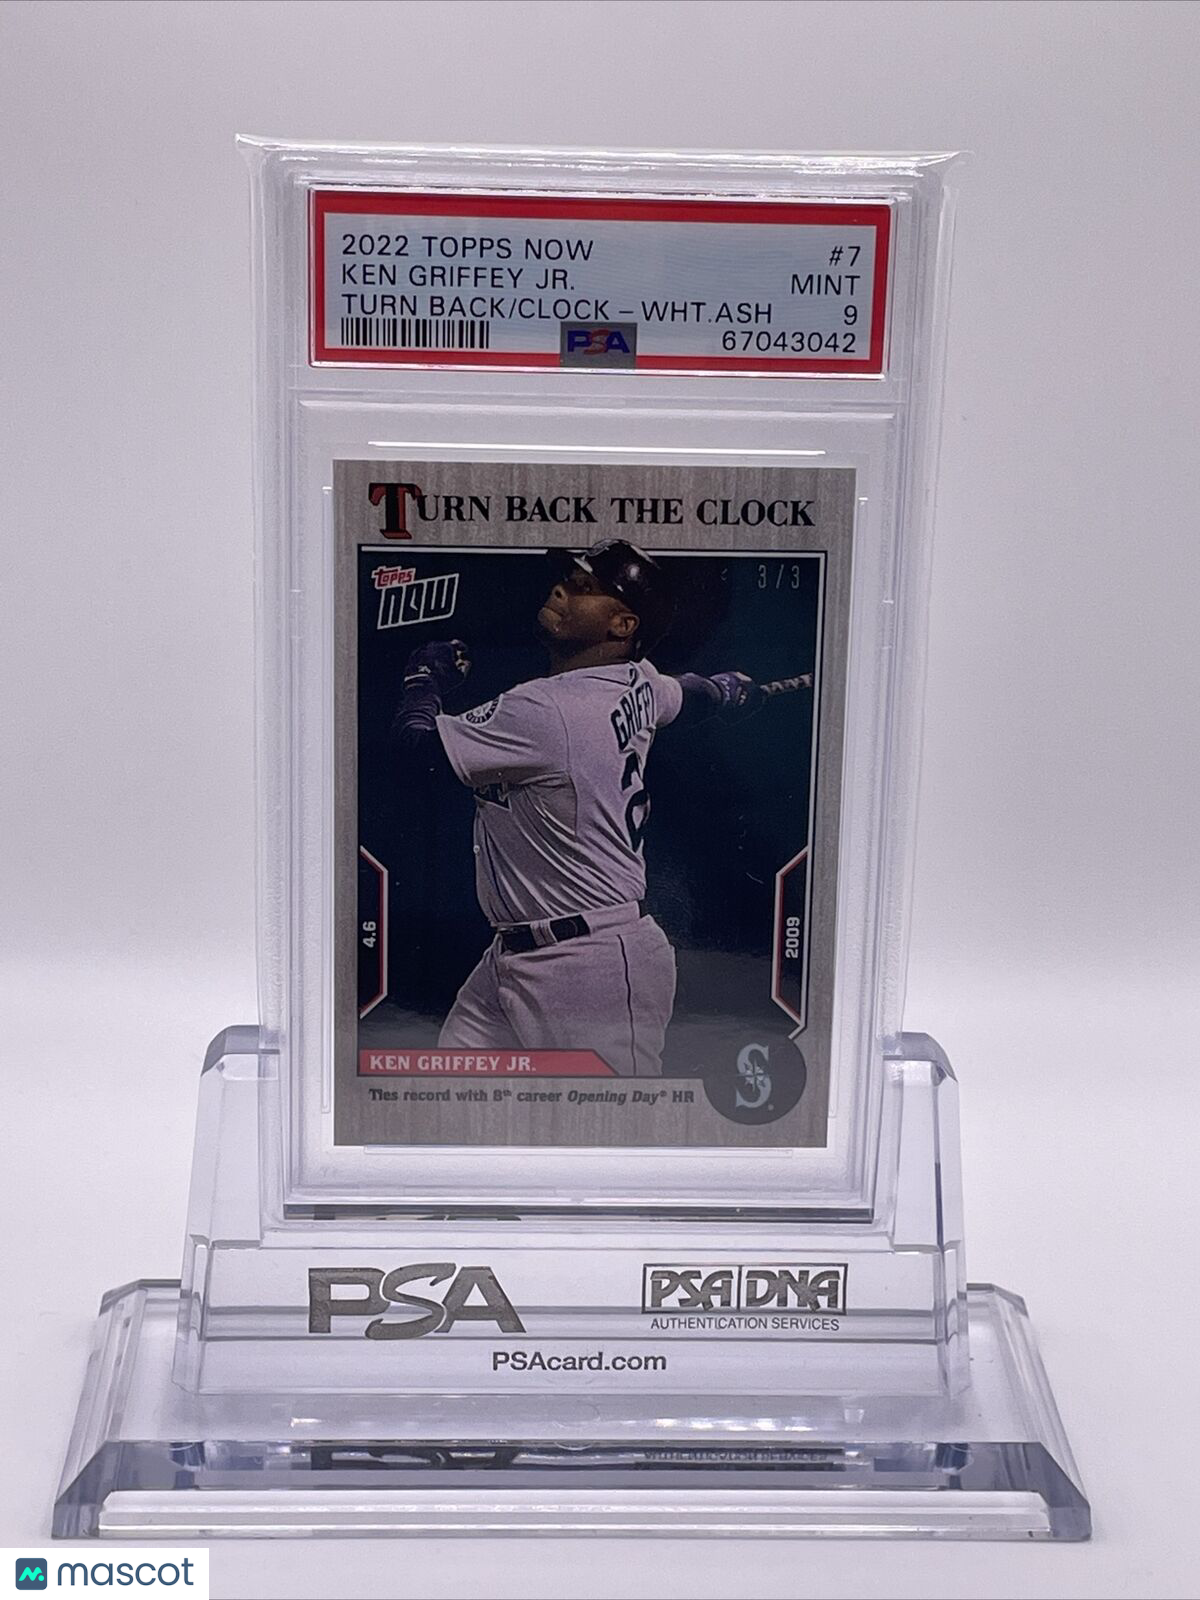 2022 TOPPS NOW #7
KEN GRIFFEY JR. MINT
TURN BACK/CLOCK – WHT.ASH 9
PSA 67043042
TURN BACK THE CLOCK
TOPPS
NOW
3/3
GRIFF
2
4.6
2009
KEN GRIFFEY JR.
S
Ties record with 8th career Opening Day® HR
PSA
PSA DNA
AUTHENTICATION SERVICES
PSAcard.com
mascot